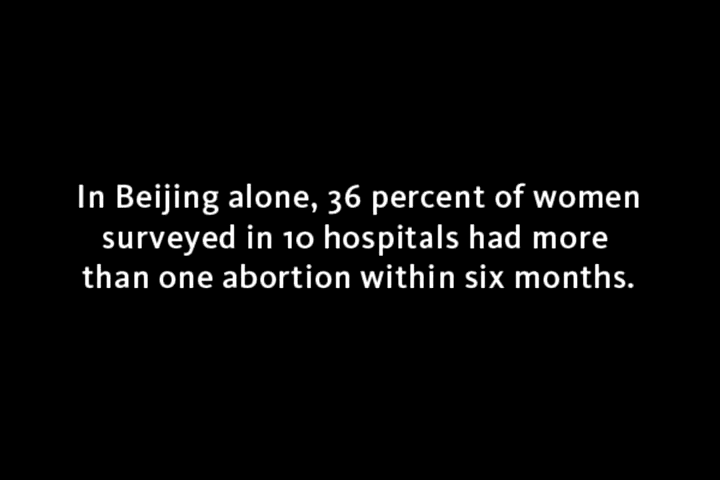 In Beijing alone, 36 percent of women
surveyed in 10 hospitals had more
than one abortion within six months.